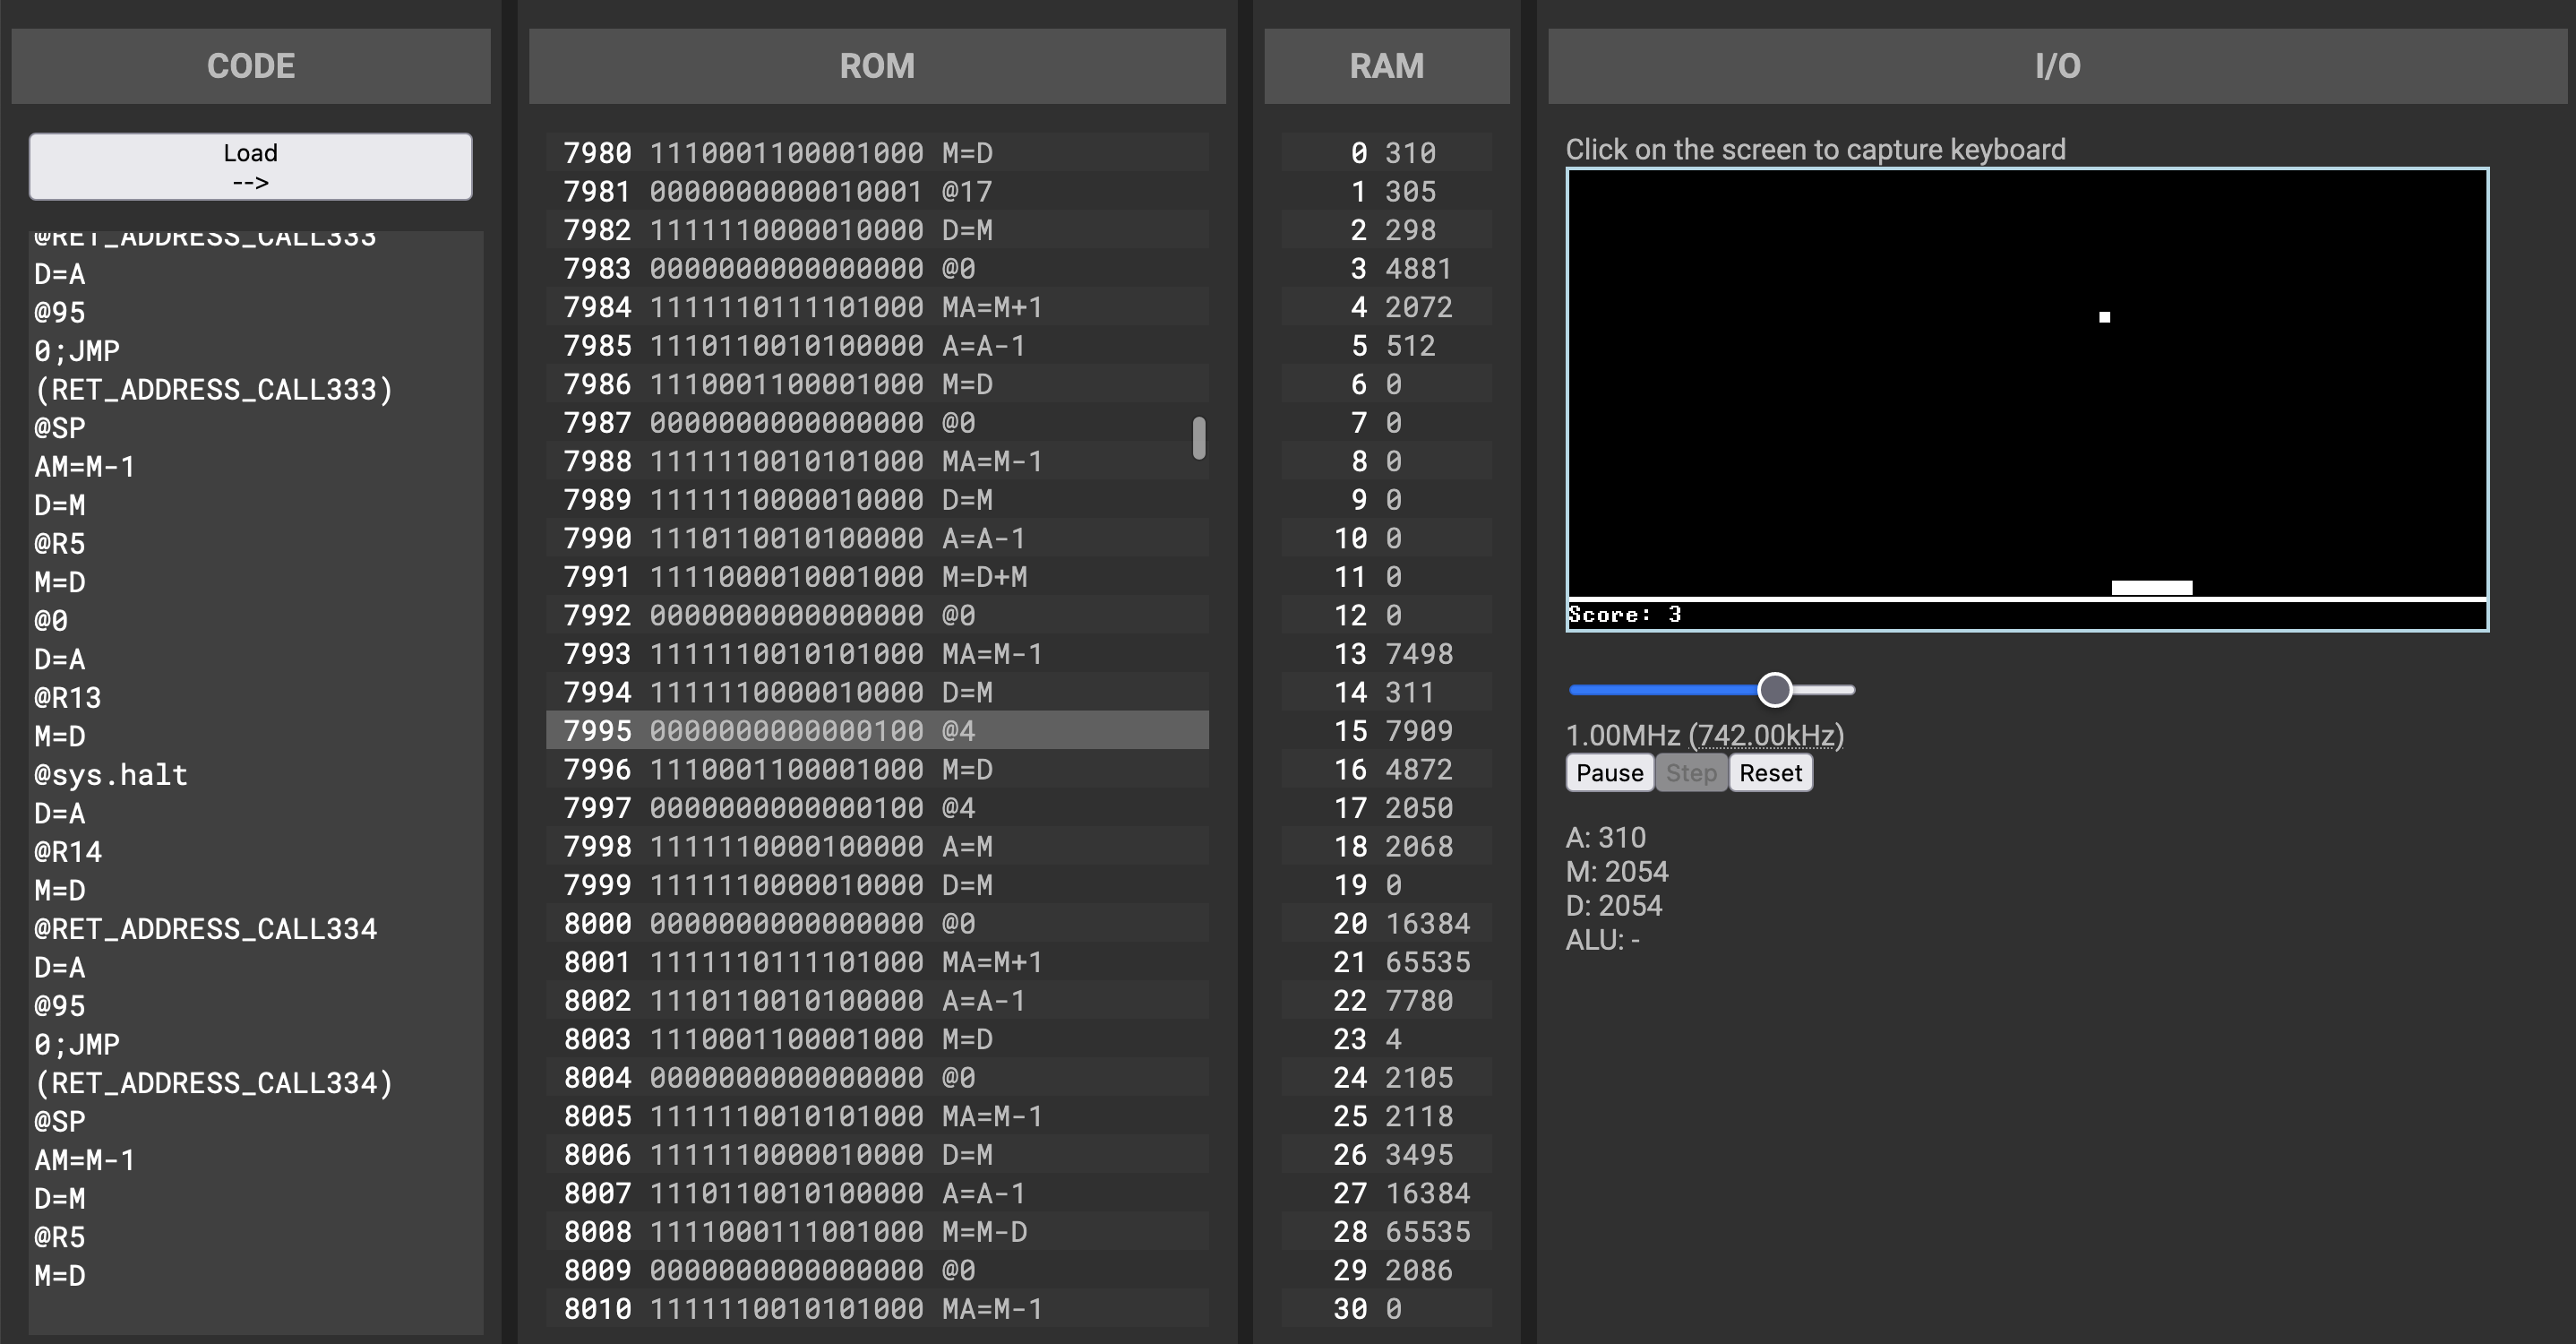 CODE
Load
-->
@RET_ADDRESS_CALL333
D=A
@95
0;JMP
(RET_ADDRESS_CALL333)
@SP
AM=M-1
D=M
@R5
M=D
@0
D=A
@R13
M=D
@sys.halt
D=A
@R14
M=D
@RET_ADDRESS_CALL334
D=A
@95
0;JMP
(RET_ADDRESS_CALL334)
@SP
AM=M-1
D=M
@R5
M=D
ROM
7980 1110001100001000 M=D
7981 0000000000010001 @17
7982 1111110000010000 D=M
7983 0000000000000000 @0
7984 1111110111101000 MA=M+1
7985 1110110010100000 A=A-1
7986 1110001100001000 M=D
7987 0000000000000000 @0
7988 1111110010101000 MA=M-1
7989 1111110000010000 D=M
7990 1110110010100000 A=A-1
7991 1111000010001000 M=D+M
7992 0000000000000000 @0
7993 1111110010101000 MA=M-1
7994 1111110000010000 D=M
7995 0000000000000100 @4
7996 1110001100001000 M=D
7997 0000000000000100 @4
7998 1111110000100000 A=M
7999 1111110000010000 D=M
8000 0000000000000000 @0
8001 1111110111101000 MA=M+1
8002 1110110010100000 A=A-1
8003 1110001100001000 M=D
8004 0000000000000000 @0
8005 1111110010101000 MA=M-1
8006 1111110000010000 D=M
8007 1110110010100000 A=A-1
8008 1111000111001000 M=M-D
8009 0000000000000000 @0
8010 1111110010101000 MA=M-1
RAM
0 310
1 305
2 298
3 4881
4 2072
5 512
6 0
7 0
8 0
9 0
10 0
11 0
12 0
13 7498
14 311
15 7909
16 4872
17 2050
18 2068
19 0
20 16384
21 65535
22 7780
23 4
24 2105
25 2118
26 3495
27 16384
28 65535
29 2086
30 0
I/O
Click on the screen to capture keyboard
Score: 3
1.00MHz (742.00kHz)
Pause Step Reset
A: 310
M: 2054
D: 2054
ALU: -